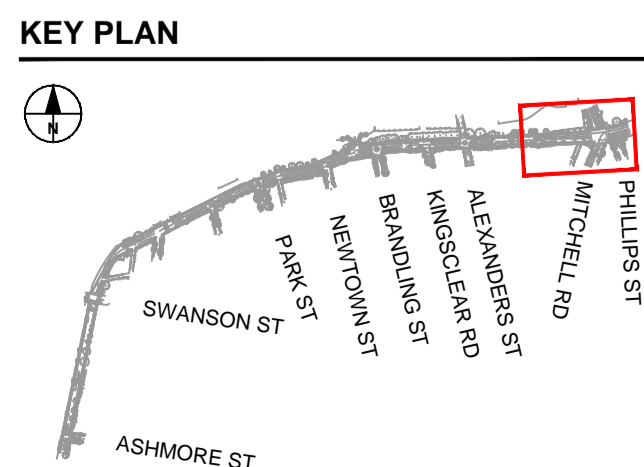 KEY PLAN
N
SWANSON ST
PARK ST
NEWTOWN ST
BRANDLING ST
KINGSCLEAR RD
ALEXANDERS ST
MITCHELL RD
PHILLIPS ST
ASHMORE ST